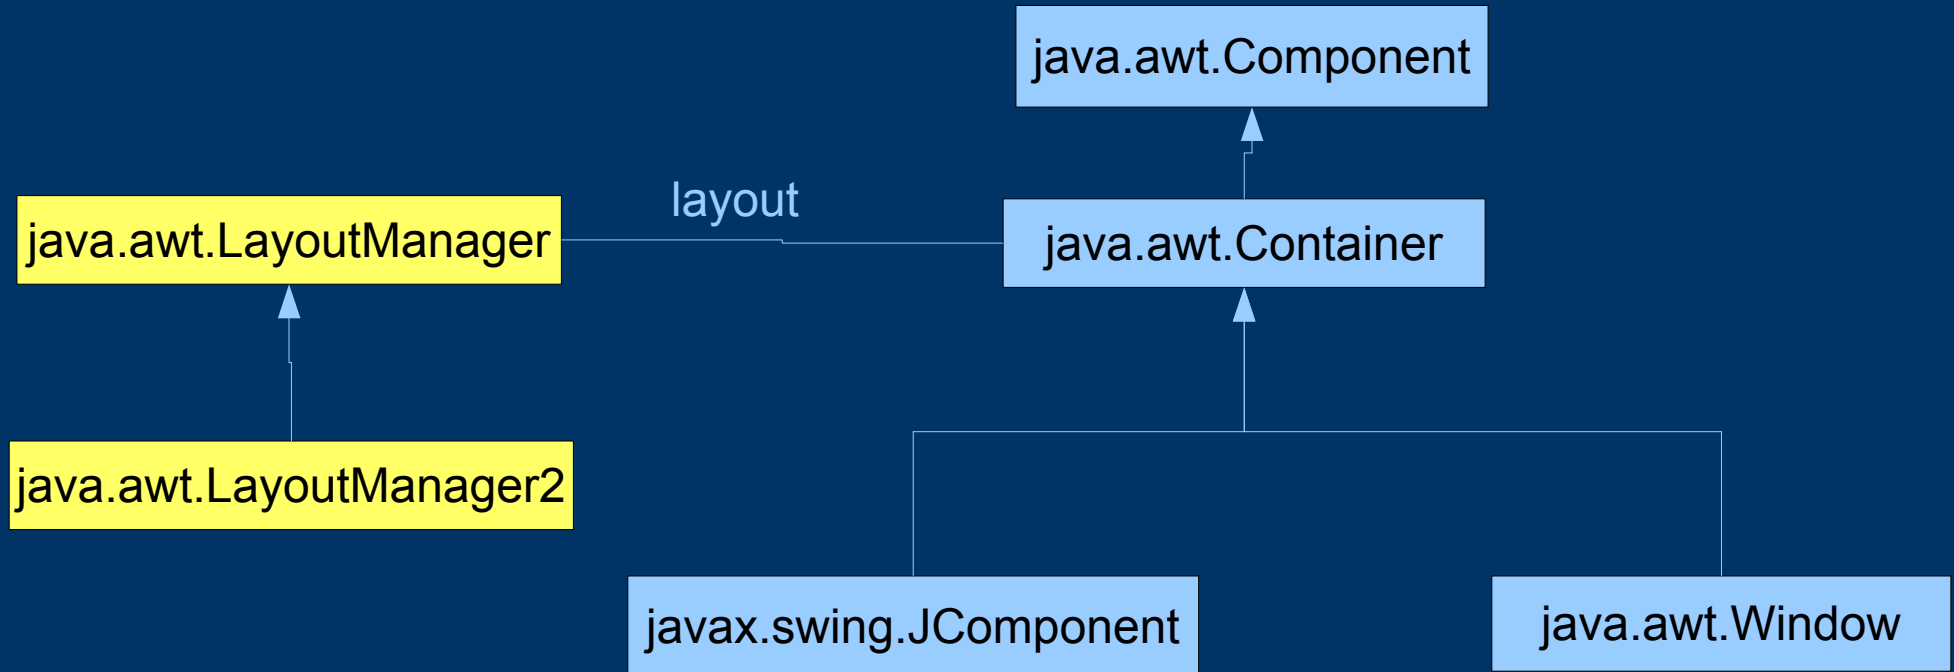 java.awt.Component
layout
java.awt.LayoutManager
java.awt.Container
java.awt.LayoutManager2
javax.swing.JComponent
java.awt.Window